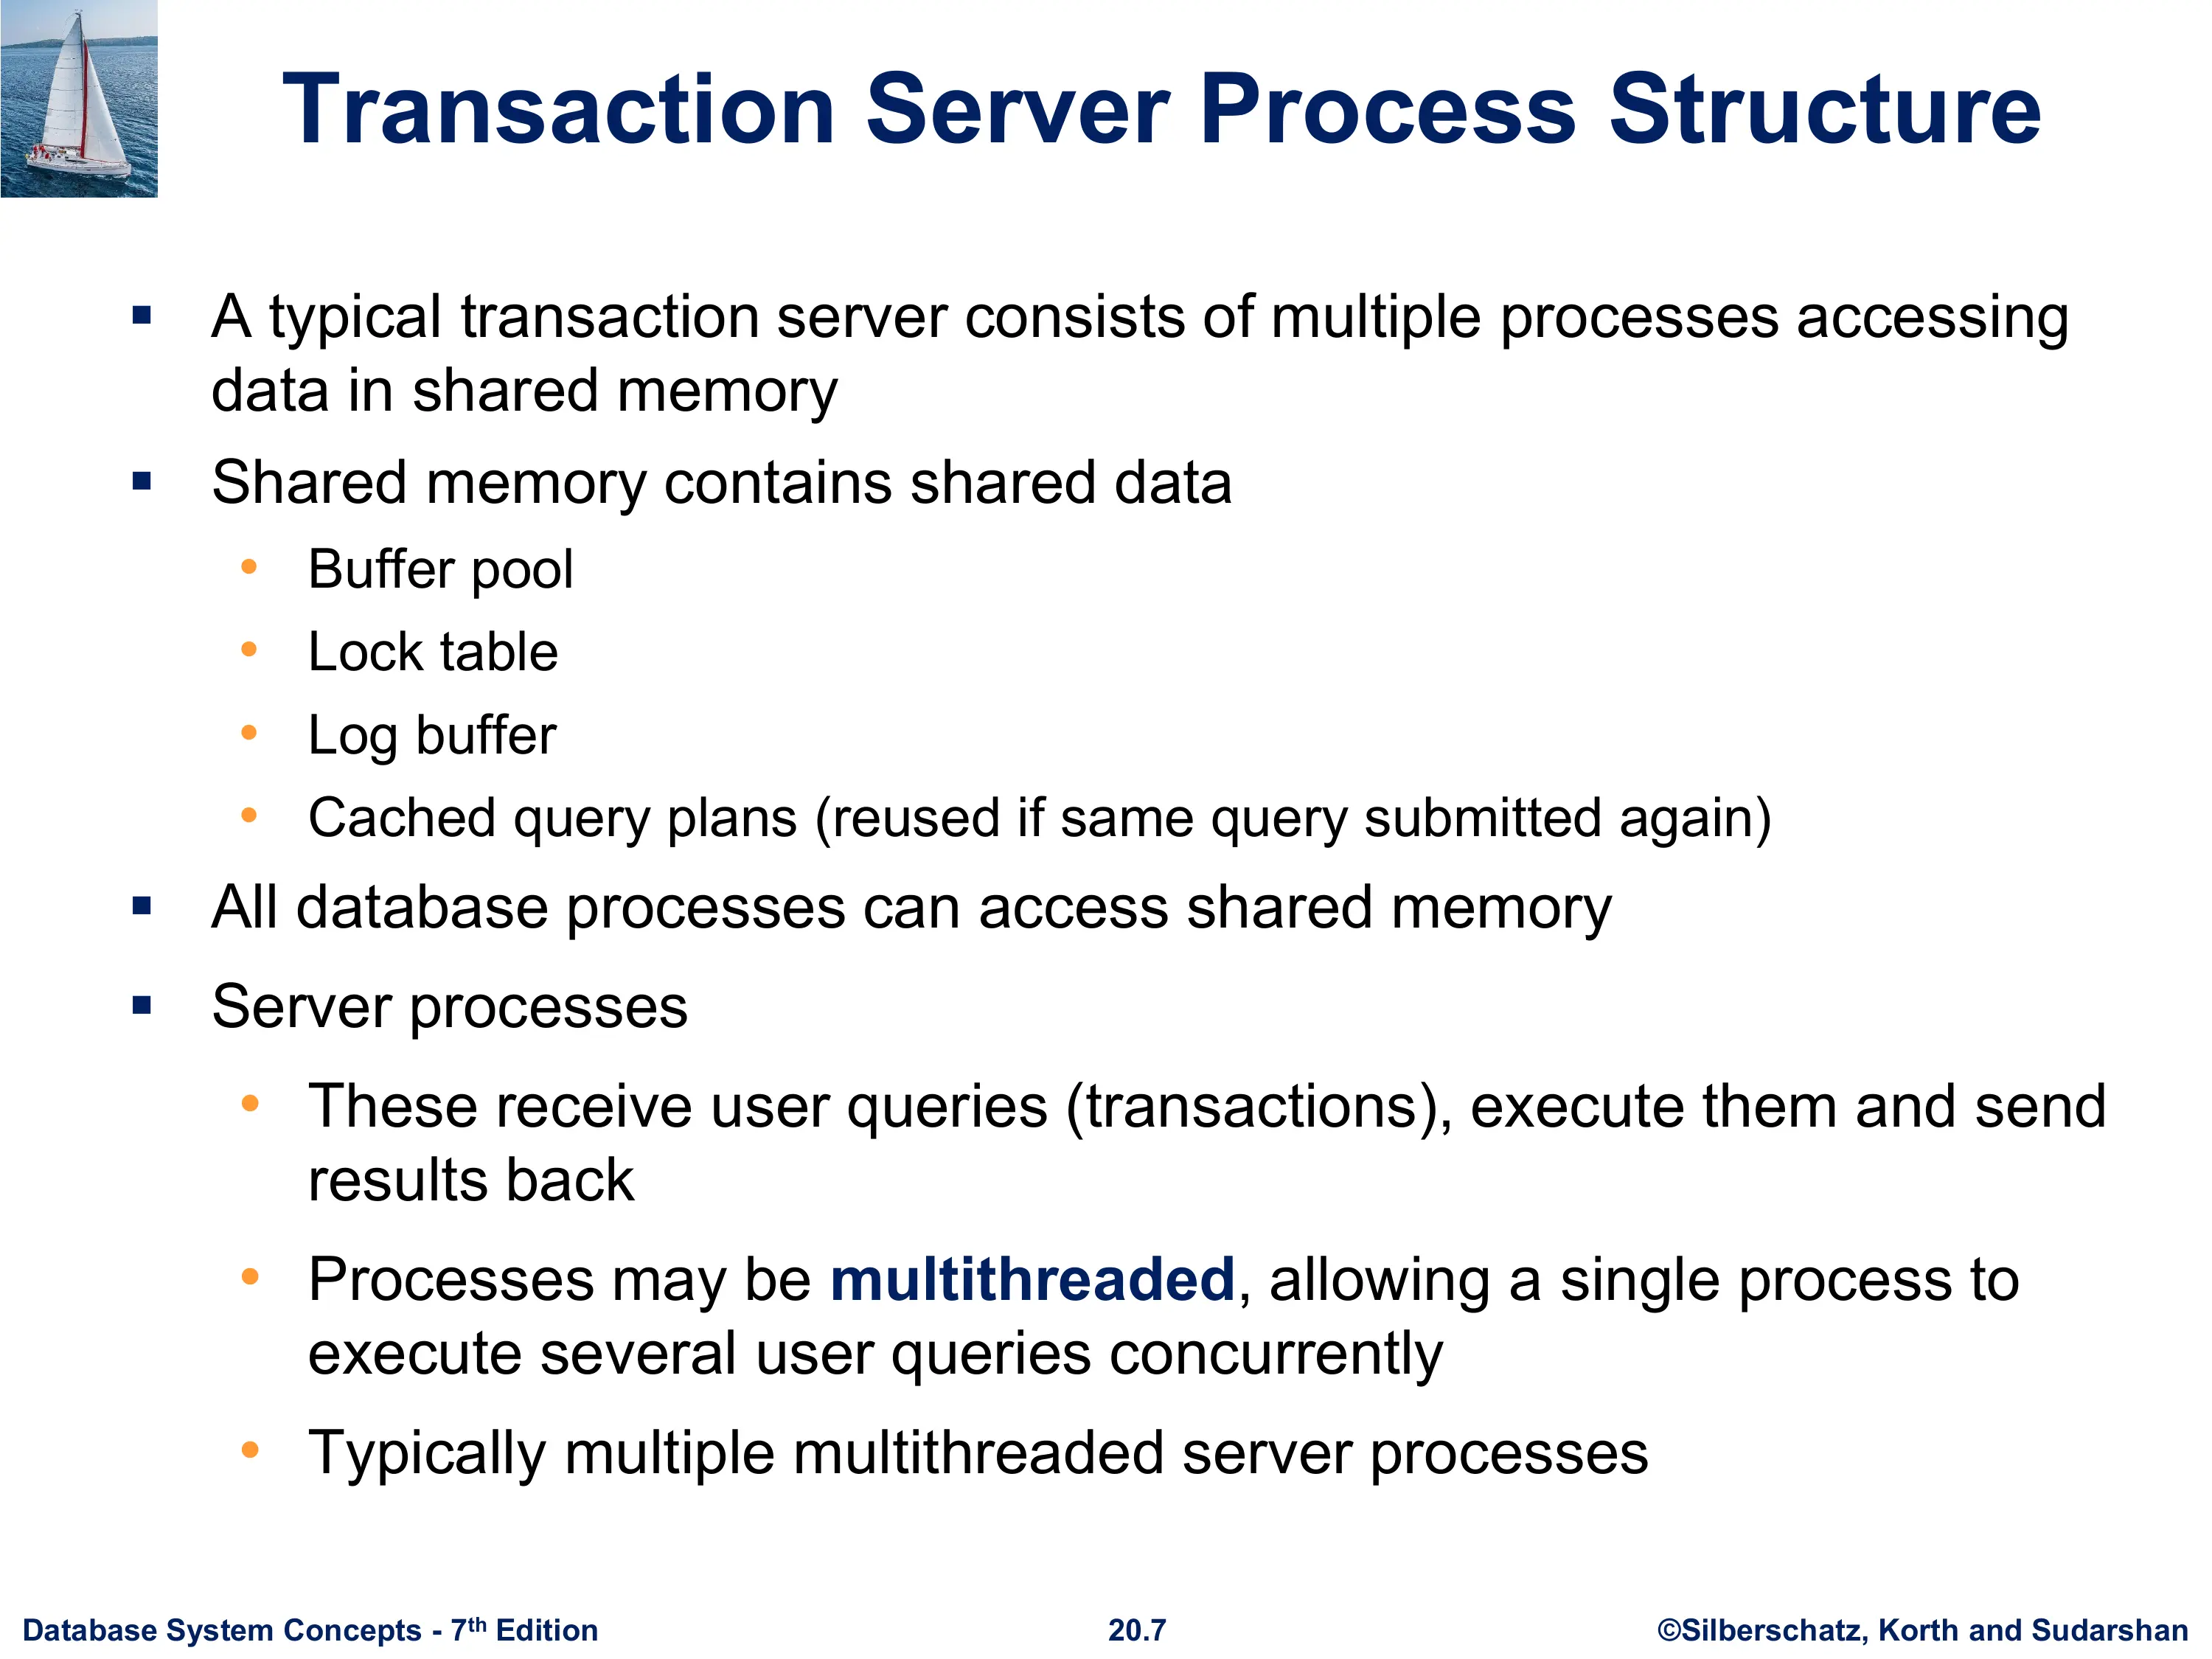 Transaction Server Process Structure
▪ A typical transaction server consists of multiple processes accessing
data in shared memory
▪ Shared memory contains shared data
• Buffer pool
• Lock table
• Log buffer
• Cached query plans (reused if same query submitted again)
▪ All database processes can access shared memory
▪ Server processes
• These receive user queries (transactions), execute them and send
results back
• Processes may be multithreaded, allowing a single process to
execute several user queries concurrently
• Typically multiple multithreaded server processes
Database System Concepts - 7th Edition 20.7 ©Silberschatz, Korth and Sudarshan